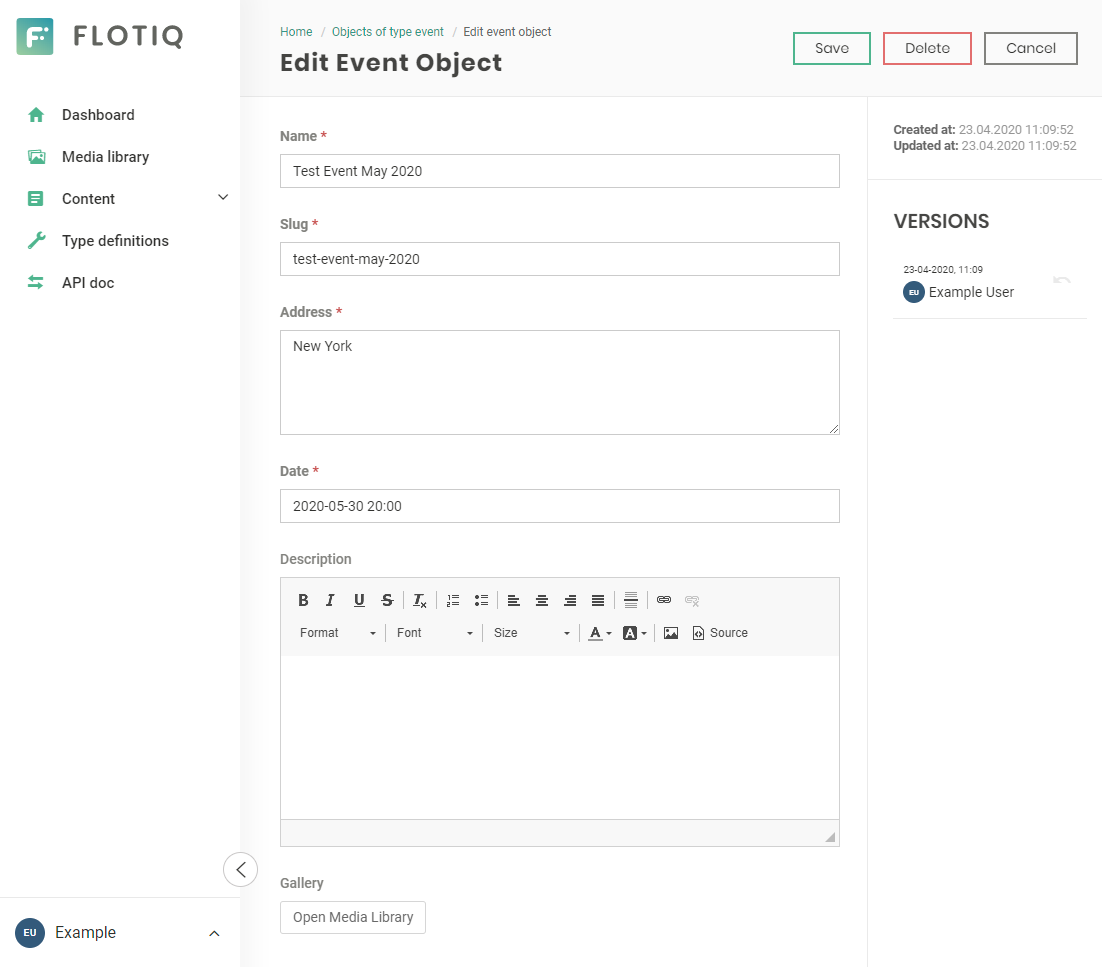 FLOTIQ
Dashboard
Media library
Content
Type definitions
API doc
EU Example
Home / Objects of type event / Edit event object
Edit Event Object
Save Delete Cancel
Name *
Test Event May 2020
Slug *
test-event-may-2020
Address *
New York
Date *
2020-05-30 20:00
Description
Format Font Size Source
Gallery
Open Media Library
Created at: 23.04.2020 11:09:52
Updated at: 23.04.2020 11:09:52
VERSIONS
23-04-2020, 11:09
EU Example User